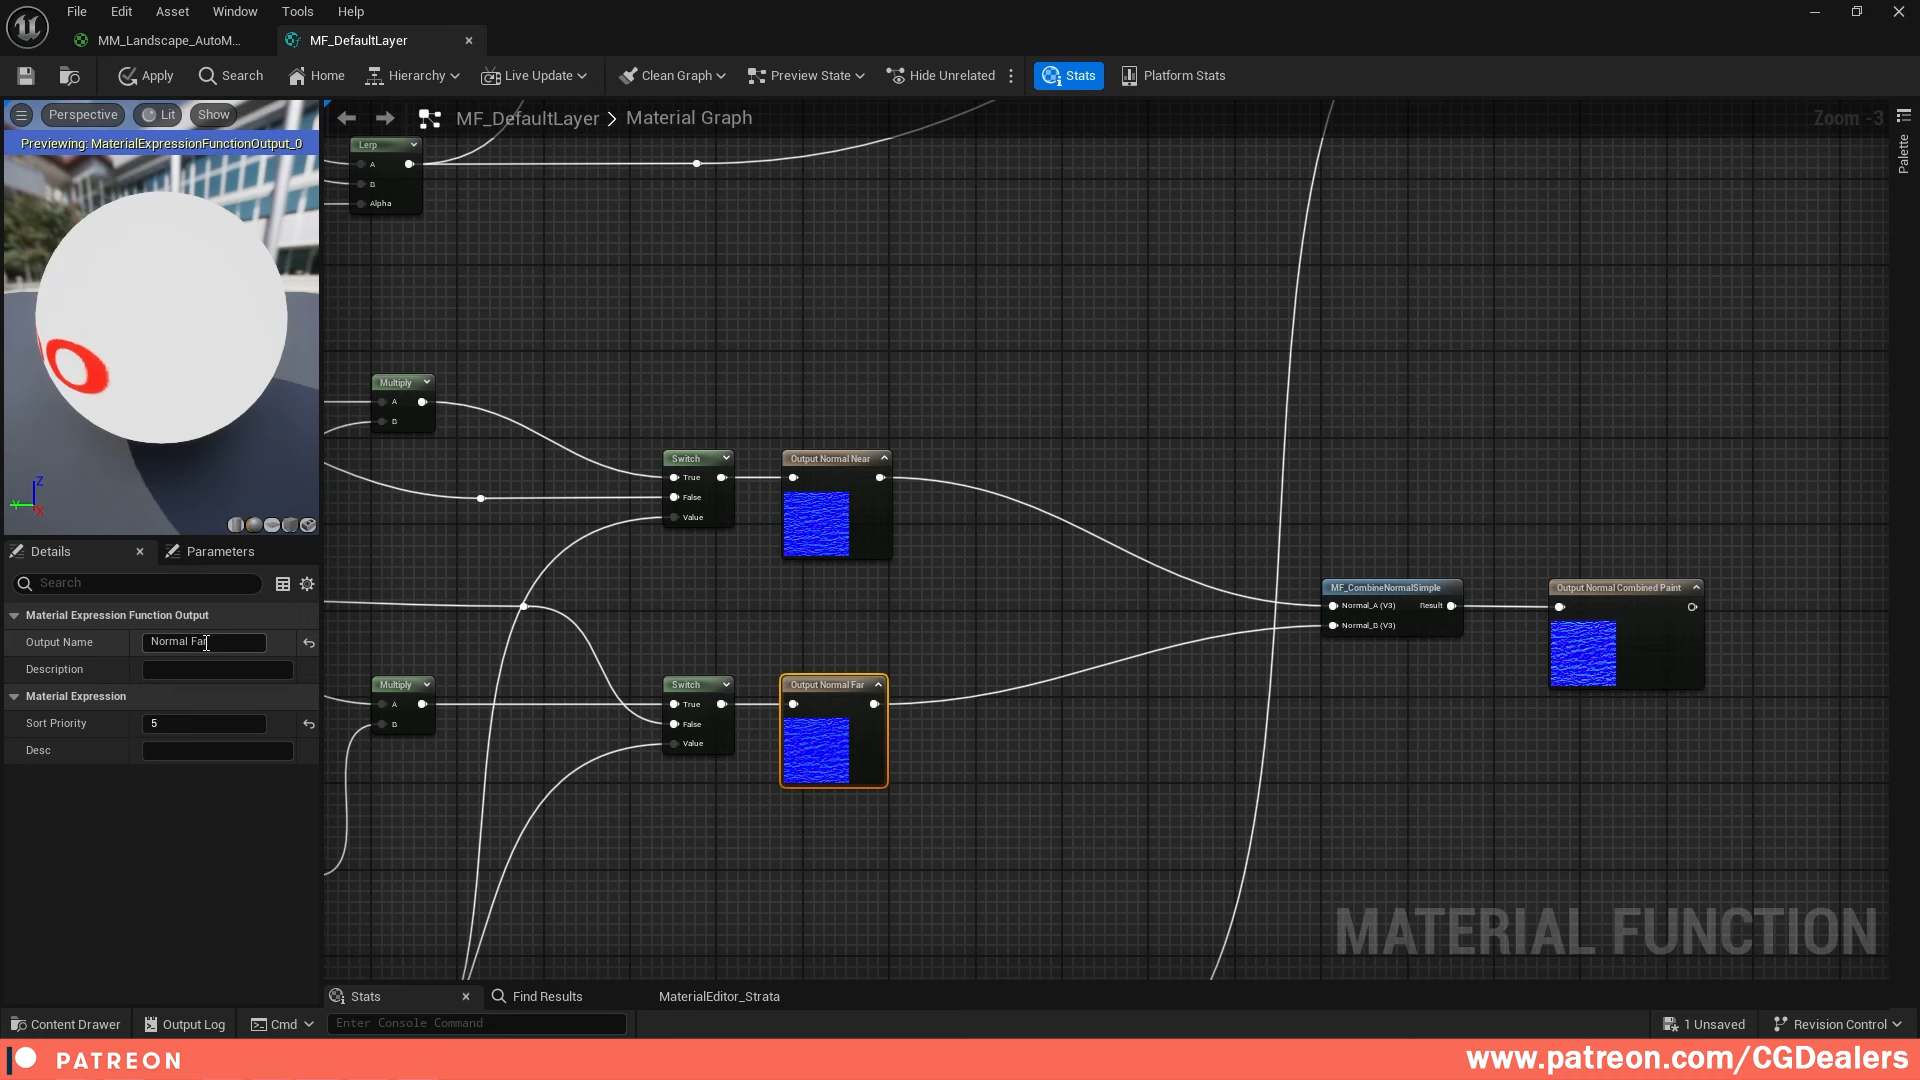 File Edit Asset Window Tools Help
MM_Landscape_AutoM... MF_DefaultLayer
Apply Search Home Hierarchy Live Update Clean Graph Preview State Hide Unrelated Stats Platform Stats
Perspective Lit Show
Previewing: MaterialExpressionFunctionOutput_0
MF_DefaultLayer Material Graph
Zoom -3
Palette
Lerp
A
B
Alpha
Multiply
A
B
Switch
True
False
Value
Output Normal Near
MF_CombineNormalSimple
Normal_A (V3) Result
Normal_B (V3)
Output Normal Combined Paint
Multiply
A
B
Switch
True
False
Value
Output Normal Far
Z
Y
X
Details Parameters
Search
Material Expression Function Output
Output Name Normal Far
Description
Material Expression
Sort Priority 5
Desc
MATERIAL FUNCTION
Stats Find Results MaterialEditor_Strata
Content Drawer Output Log Cmd Enter Console Command 1 Unsaved Revision Control
PATREON www.patreon.com/CGDealers